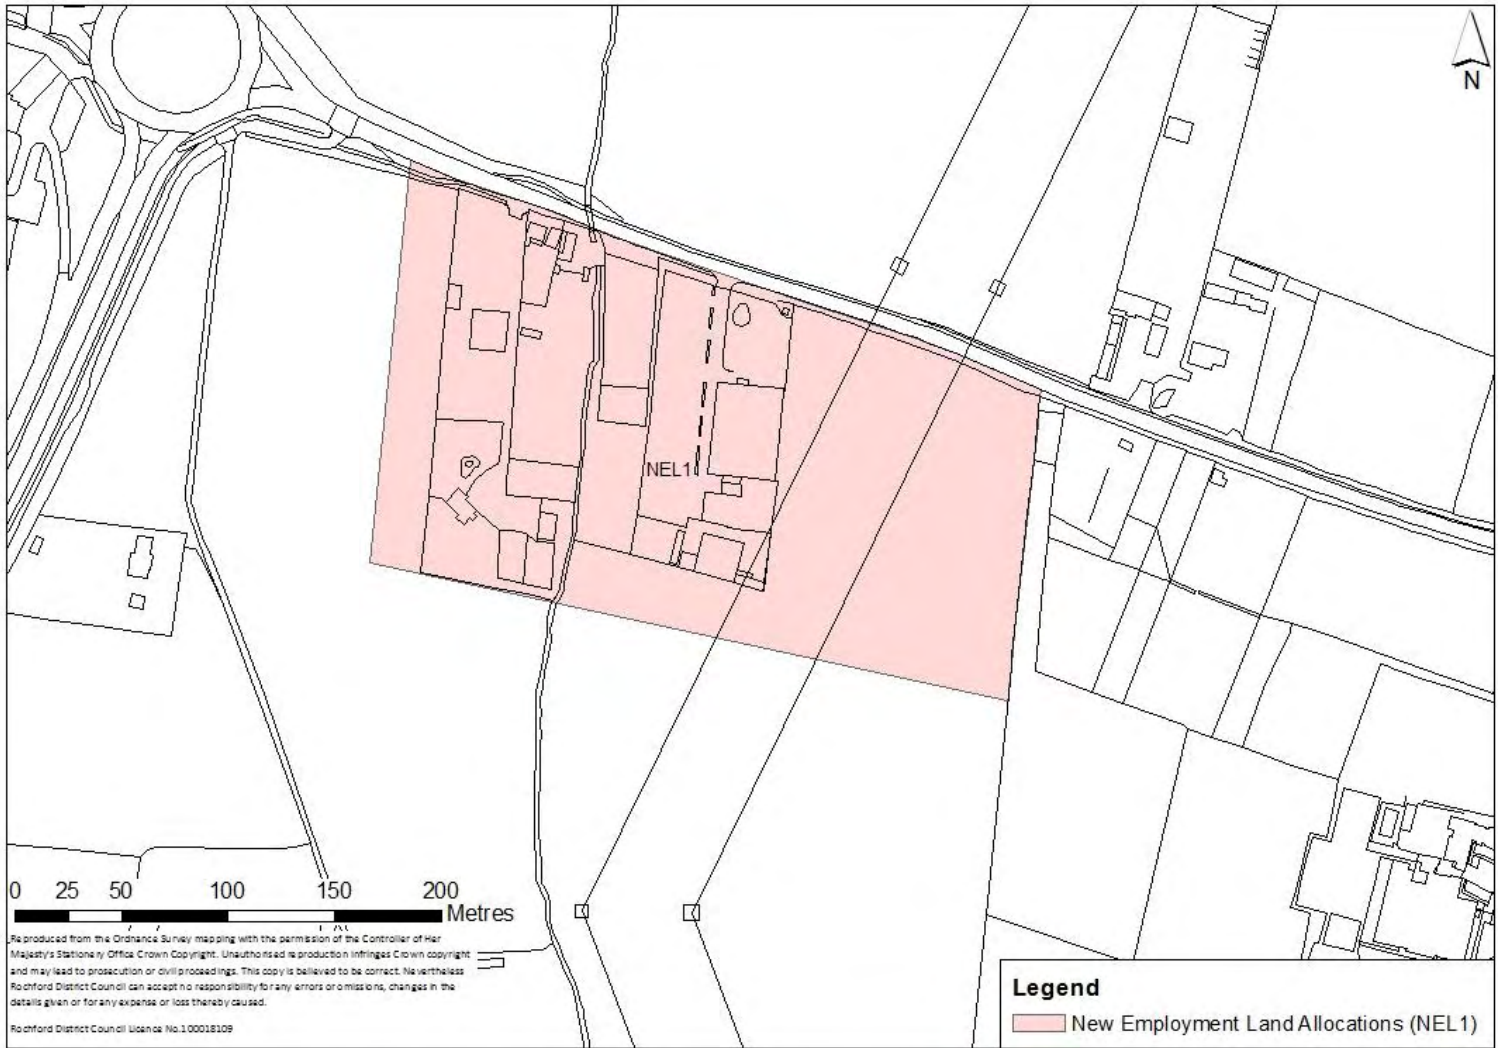 N
NEL1
0 25 50 100 150 200
Metres
Reproduced from the Ordnance Survey mapping with the permission of the Controller of Her
Majesty's Stationery Office Crown Copyright. Unauthorised reproduction infringes Crown copyright
and may lead to prosecution or civil proceedings. This copy is believed to be correct. Nevertheless
Rochford District Council can accept no responsibility for any errors or omissions, changes in the
details given or for any expense or loss thereby caused.
Rochford District Council Licence No.100018109
Legend
New Employment Land Allocations (NEL1)